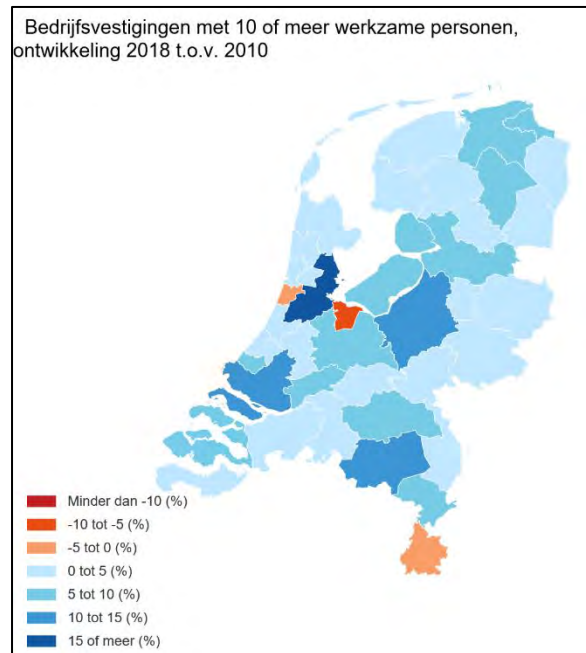 Bedrijfsvestigingen met 10 of meer werkzame personen,
ontwikkeling 2018 t.o.v. 2010
Minder dan -10 (%)
-10 tot -5 (%)
-5 tot 0 (%)
0 tot 5 (%)
5 tot 10 (%)
10 tot 15 (%)
15 of meer (%)